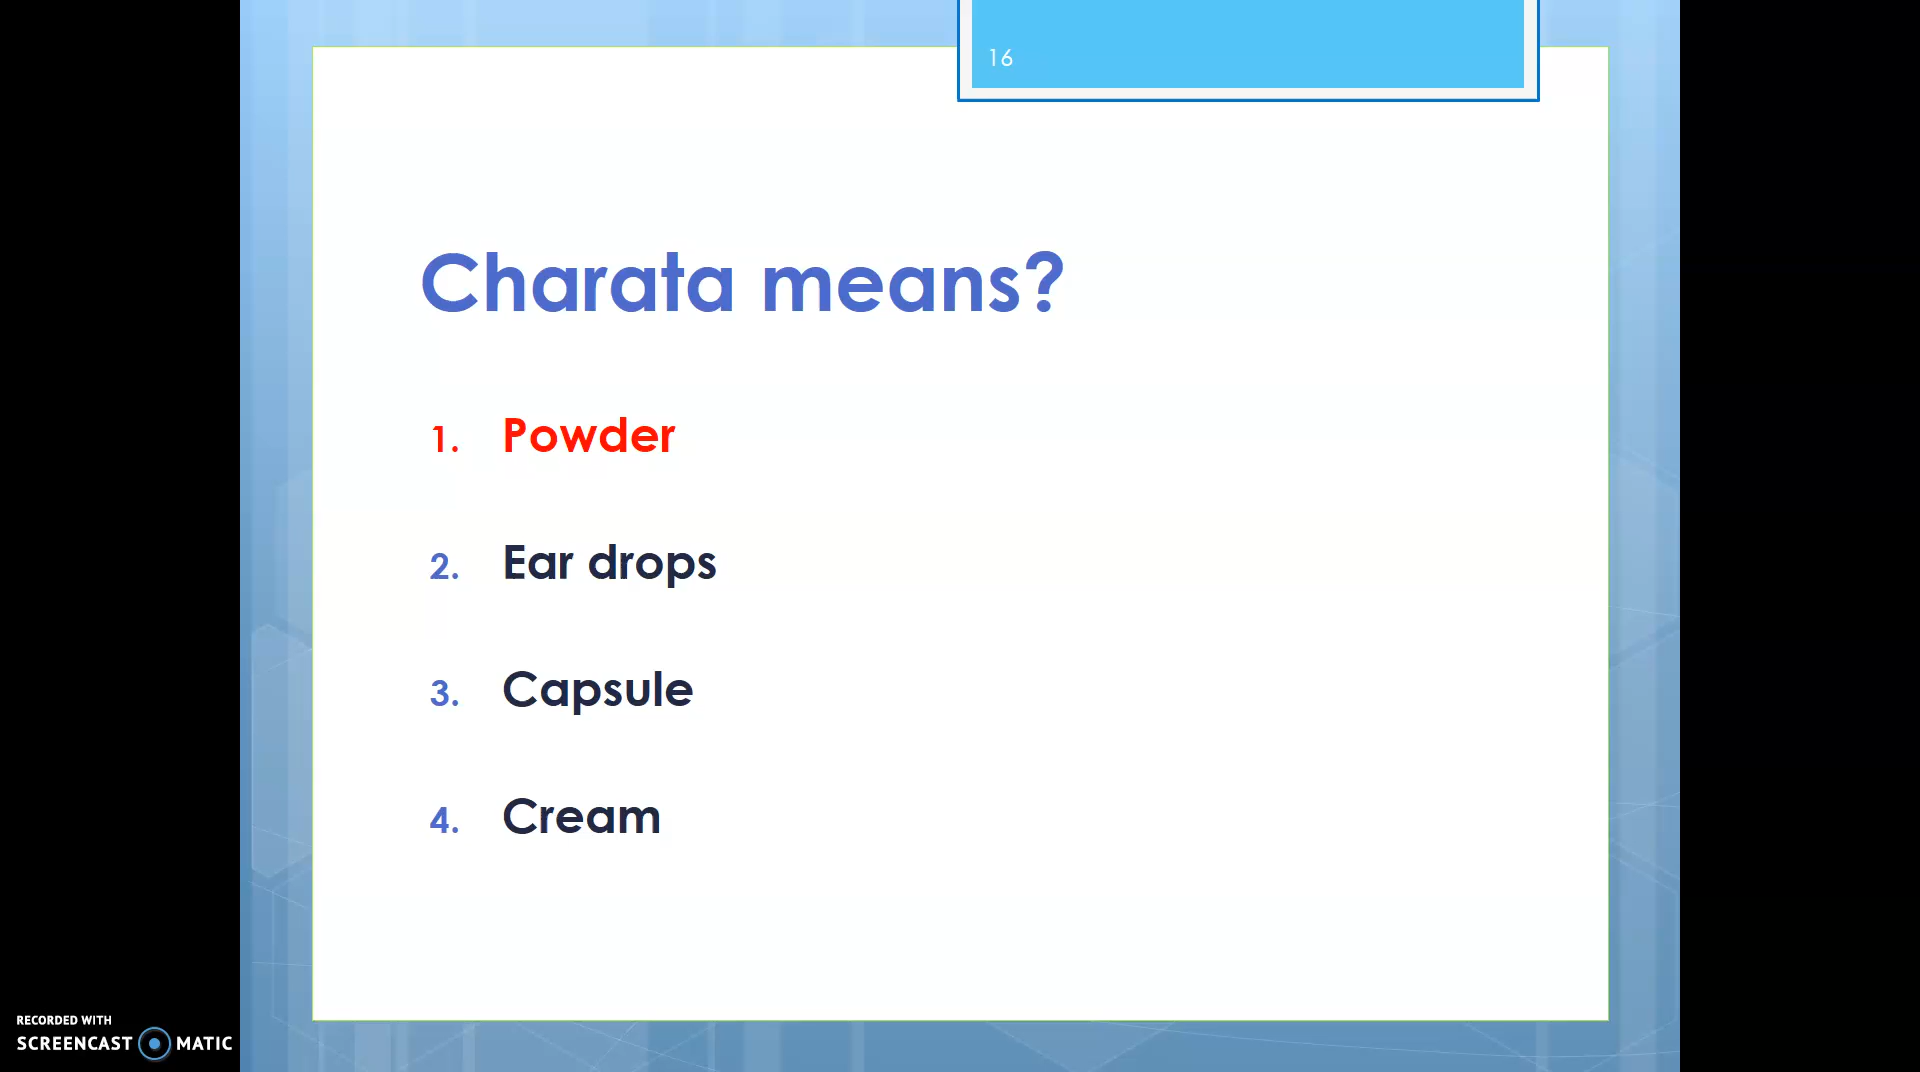 16
Charata means?
1. Powder
2. Ear drops
3. Capsule
4. Cream
RECORDED WITH
SCREENCAST MATIC